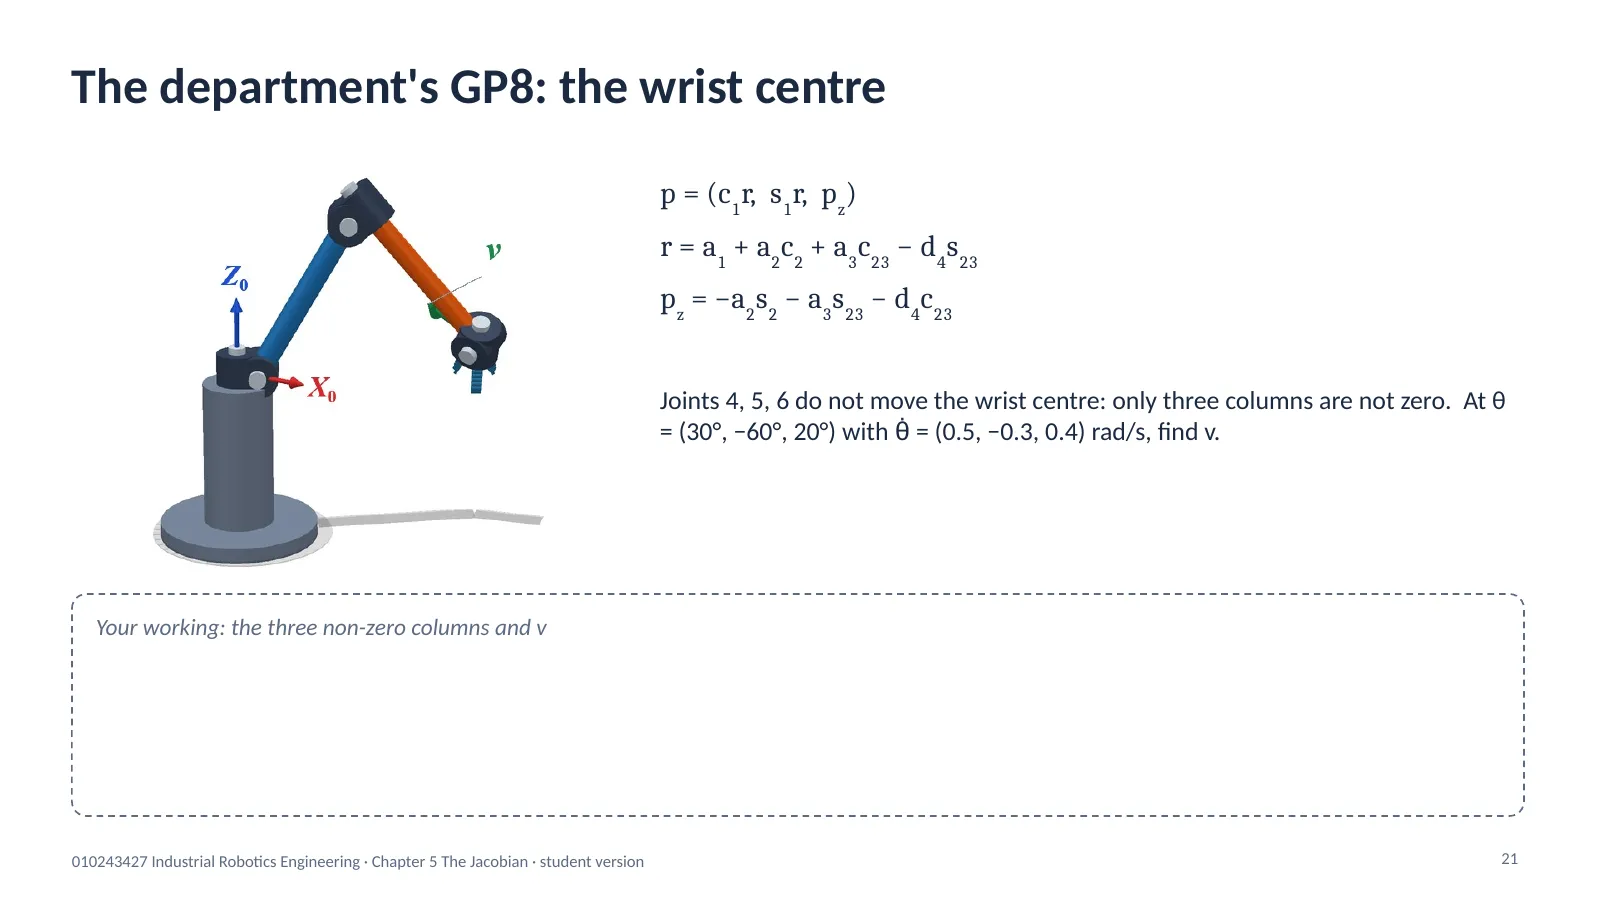 The department's GP8: the wrist centre
p = (c₁r, s₁r, p_z)
r = a₁ + a₂c₂ + a₃c₂₃ − d₄s₂₃
p_z = −a₂s₂ − a₃s₂₃ − d₄c₂₃
v
Z₀
X₀
Joints 4, 5, 6 do not move the wrist centre: only three columns are not zero. At θ
= (30°, −60°, 20°) with θ̇ = (0.5, −0.3, 0.4) rad/s, find v.
Your working: the three non-zero columns and v
010243427 Industrial Robotics Engineering · Chapter 5 The Jacobian · student version
21